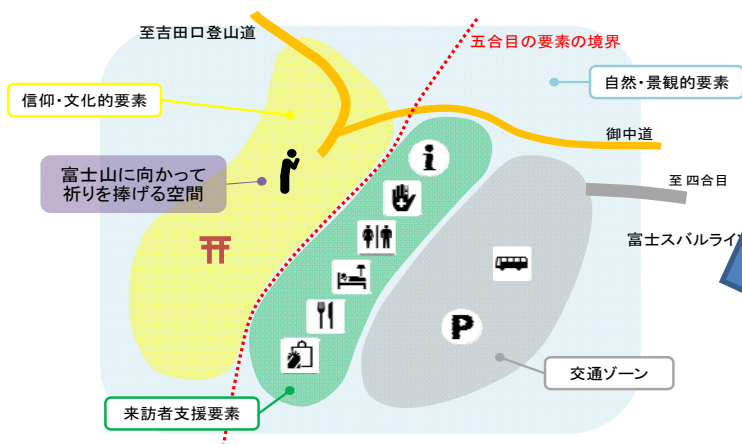 至吉田口登山道
五合目の要素の境界
自然・景観的要素
信仰・文化的要素
御中道
富士山に向かって
祈りを捧げる空間
至 四合目
富士スバルライ
P
交通ゾーン
来訪者支援要素